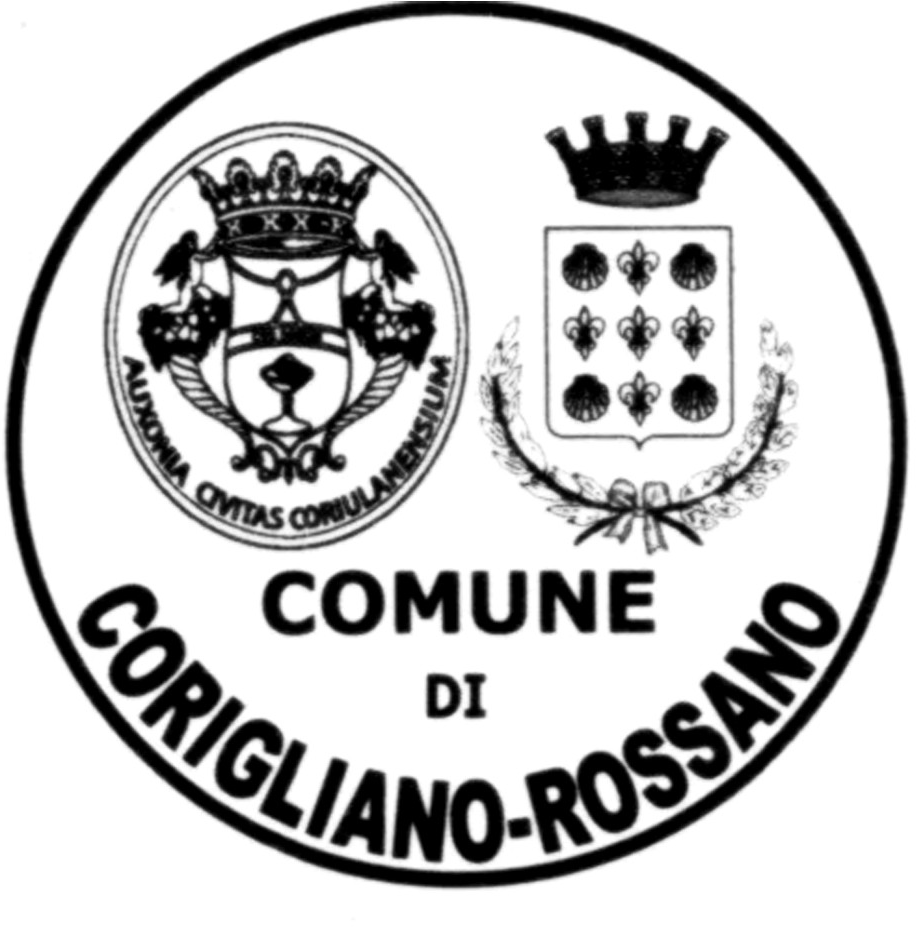 AUXONIA CIVITAS CORIULANENSIUM
COMUNE
DI
CORIGLIANO-ROSSANO